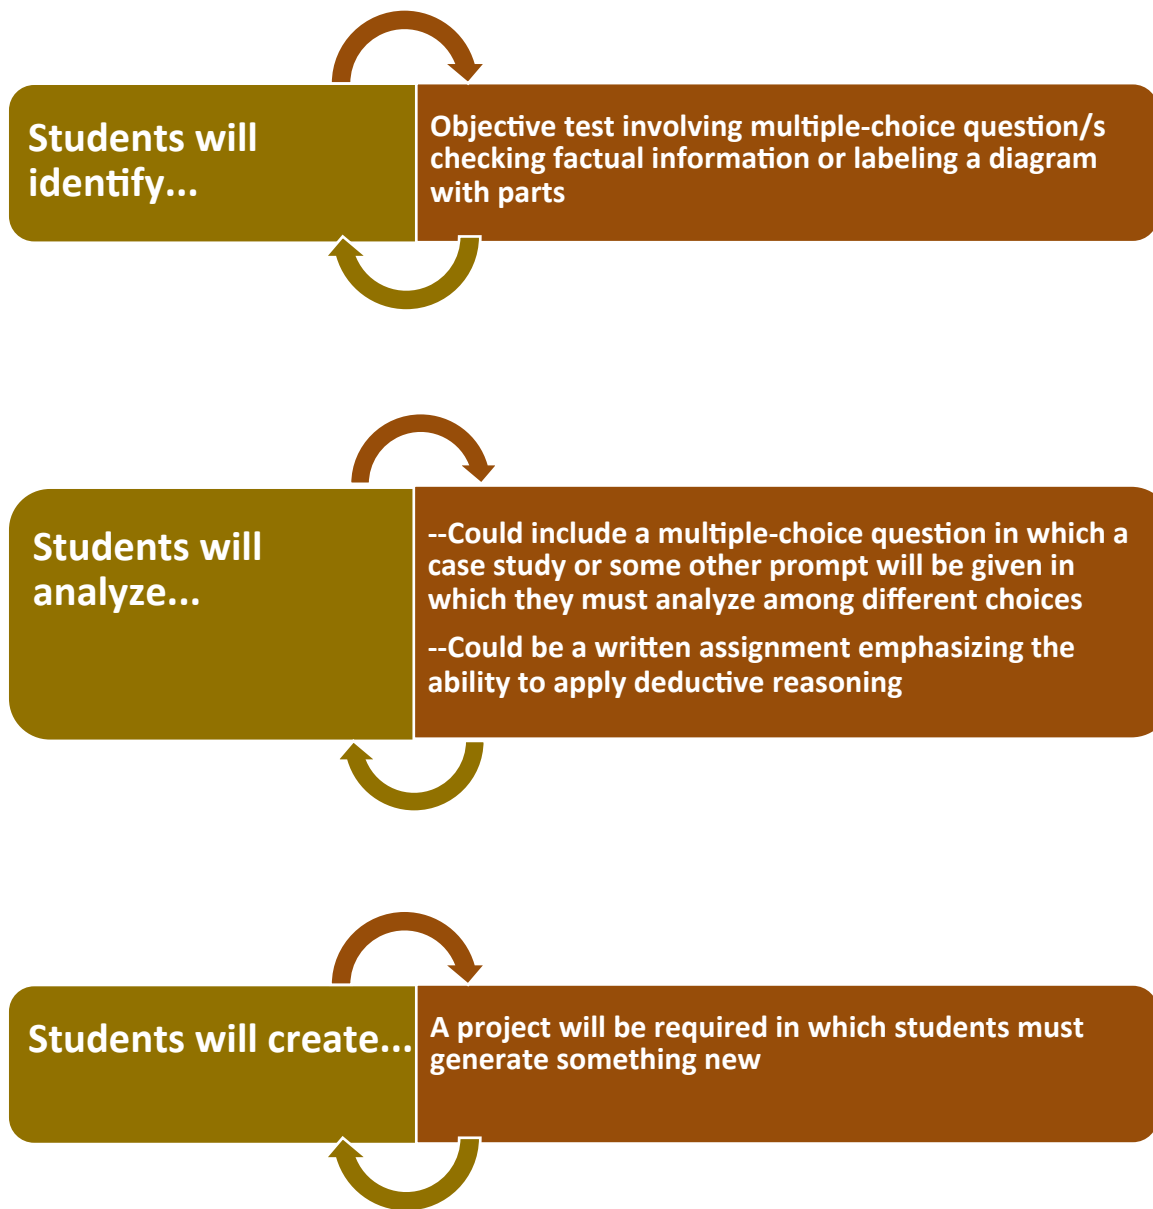 Students will
identify...
Objective test involving multiple-choice question/s
checking factual information or labeling a diagram
with parts
Students will
analyze...
--Could include a multiple-choice question in which a
case study or some other prompt will be given in
which they must analyze among different choices
--Could be a written assignment emphasizing the
ability to apply deductive reasoning
Students will create...
A project will be required in which students must
generate something new